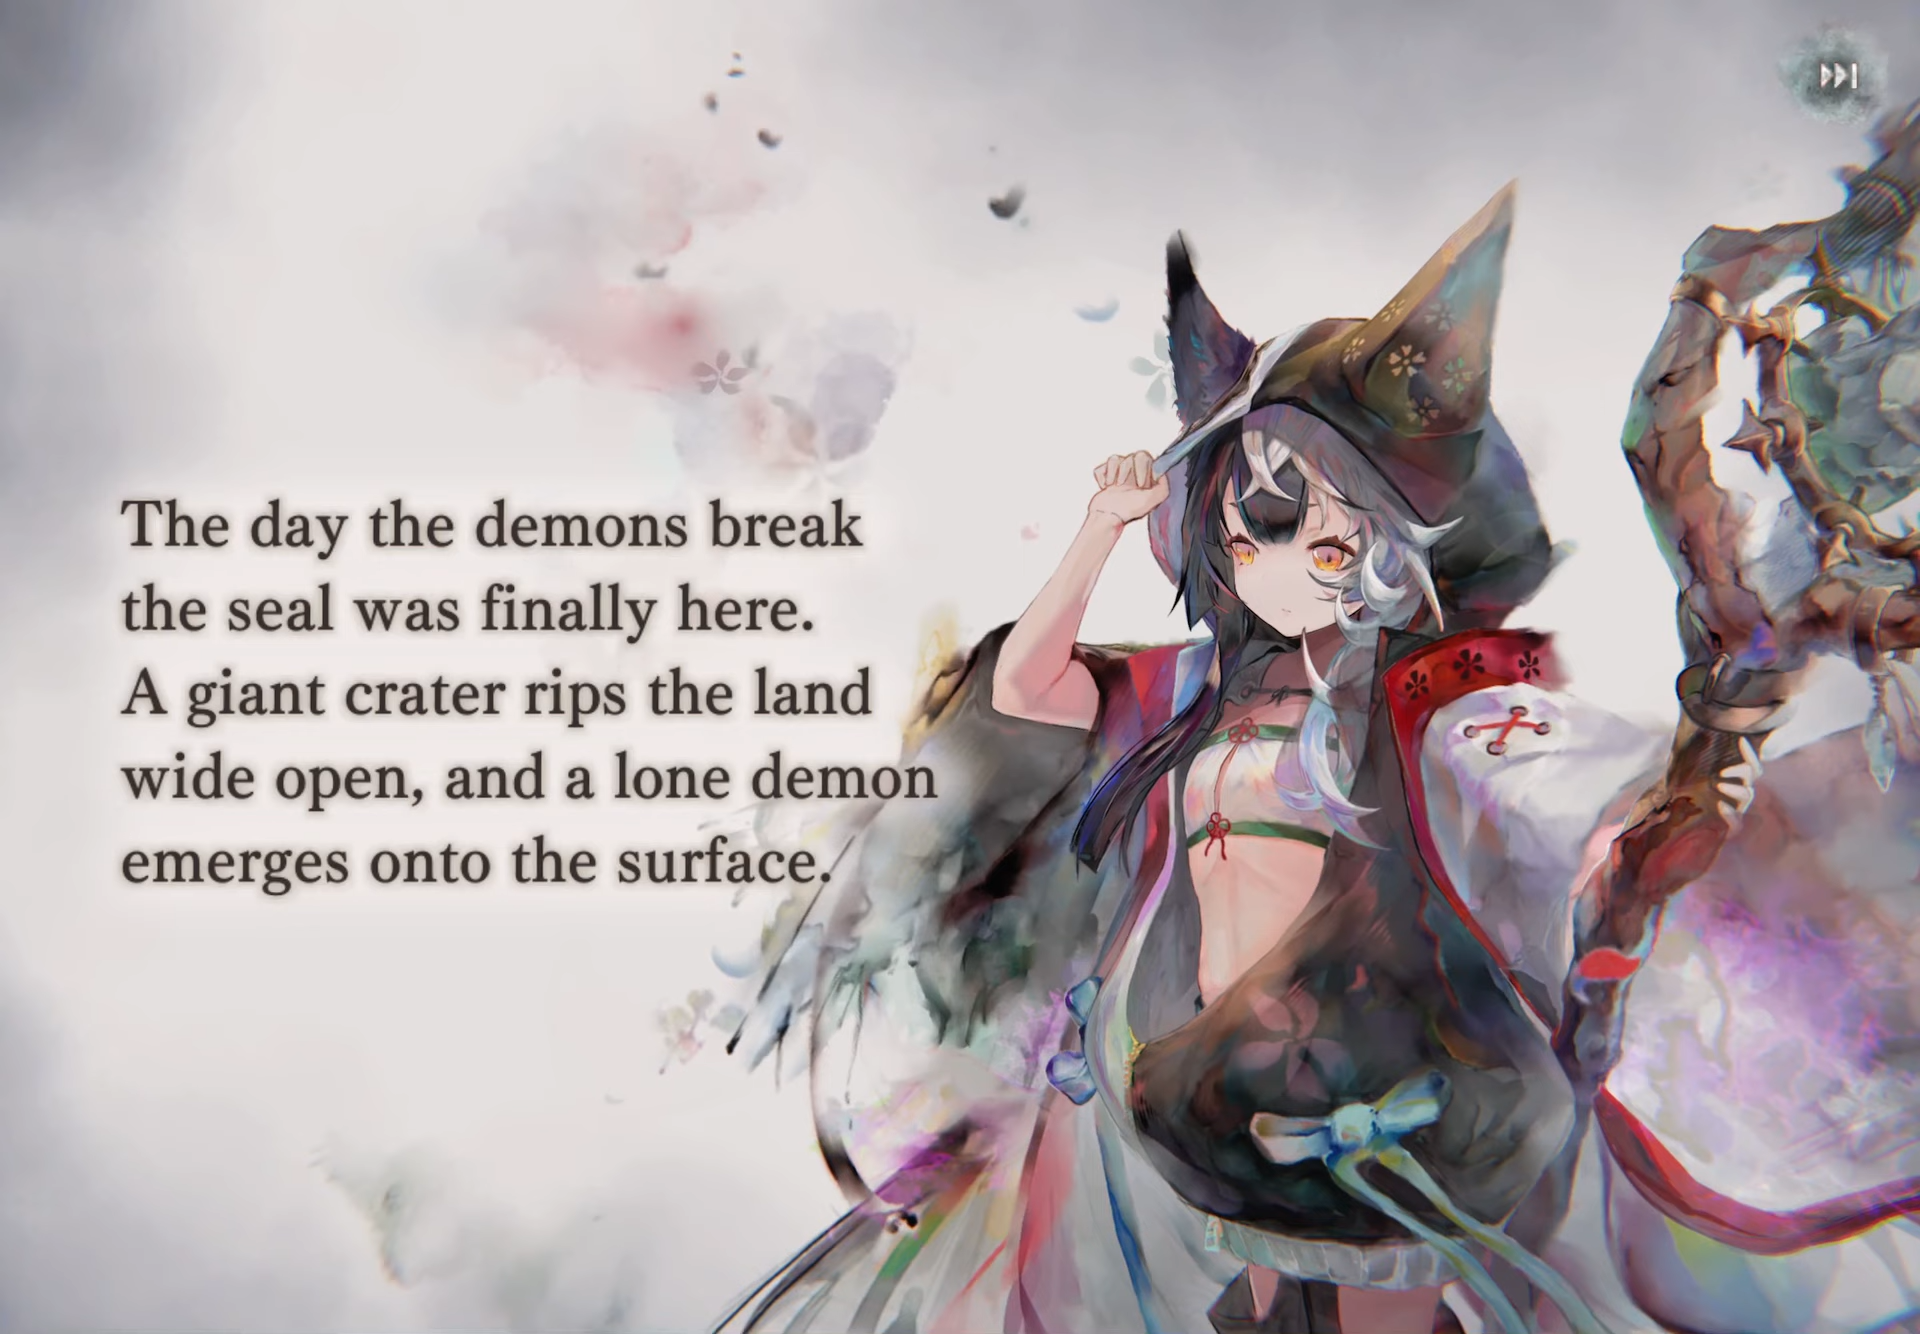 The day the demons break
the seal was finally here.
A giant crater rips the land
wide open, and a lone demon
emerges onto the surface.